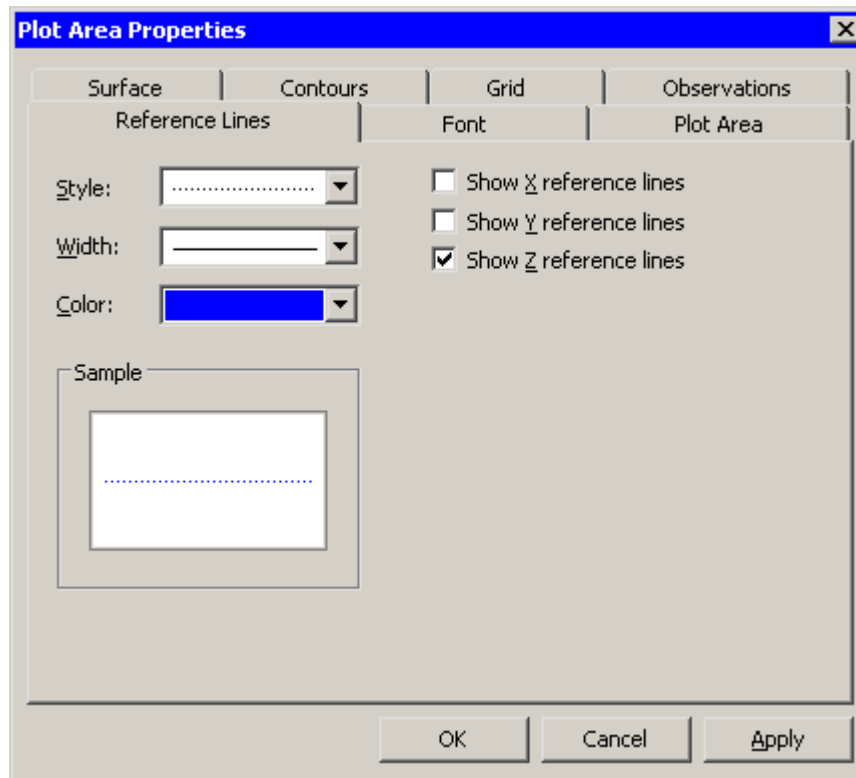 Plot Area Properties
Surface Contours Grid Observations
Reference Lines Font Plot Area
Style:
Width:
Color:
Show X reference lines
Show Y reference lines
Show Z reference lines
Sample
OK Cancel Apply